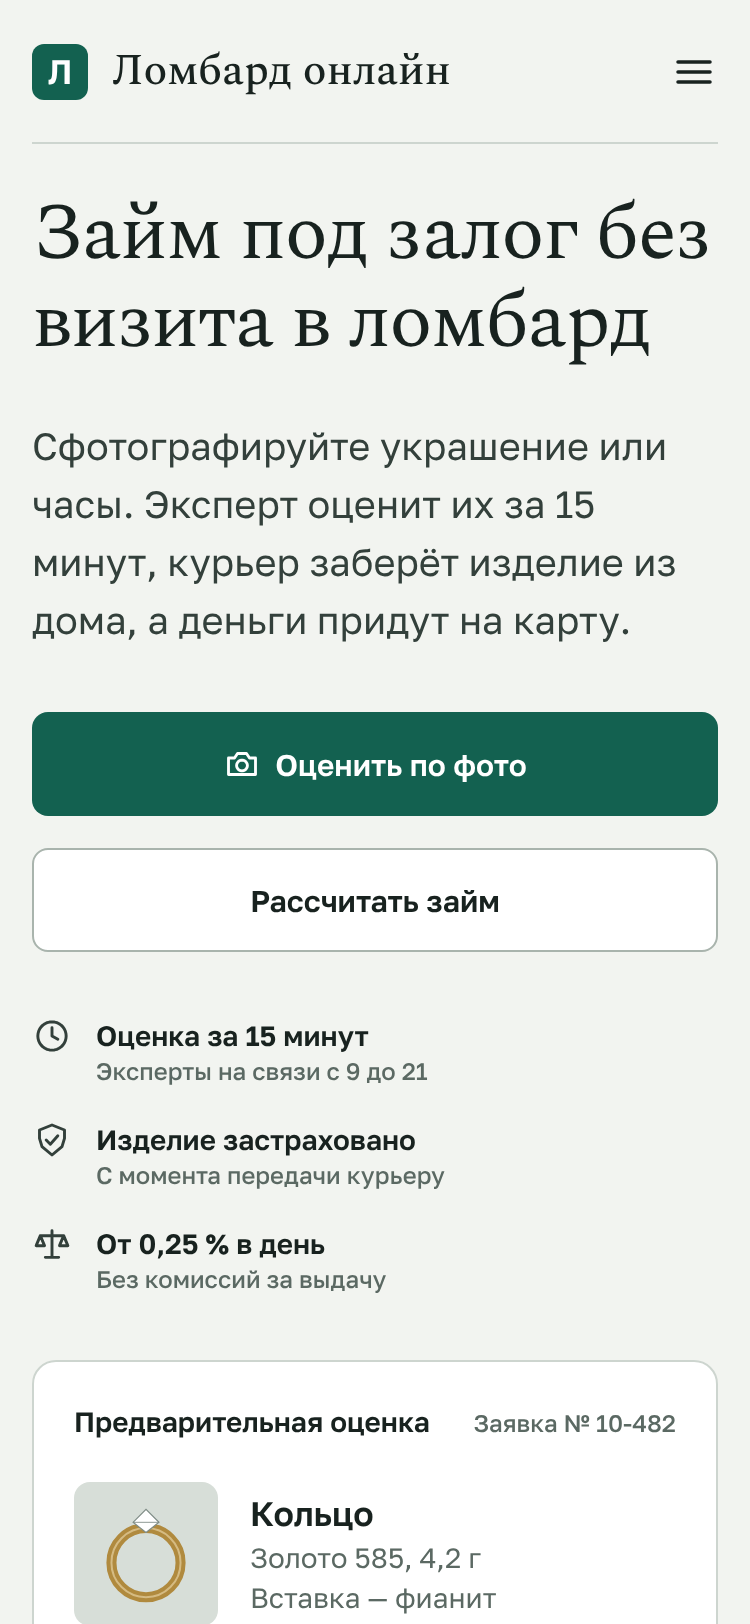 Л Ломбард онлайн
Займ под залог без
визита в ломбард
Сфотографируйте украшение или
часы. Эксперт оценит их за 15
минут, курьер заберёт изделие из
дома, а деньги придут на карту.
Оценить по фото
Рассчитать займ
Оценка за 15 минут
Эксперты на связи с 9 до 21
Изделие застраховано
С момента передачи курьеру
От 0,25 % в день
Без комиссий за выдачу
Предварительная оценка Заявка № 10-482
Кольцо
Золото 585, 4,2 г
Вставка — фианит